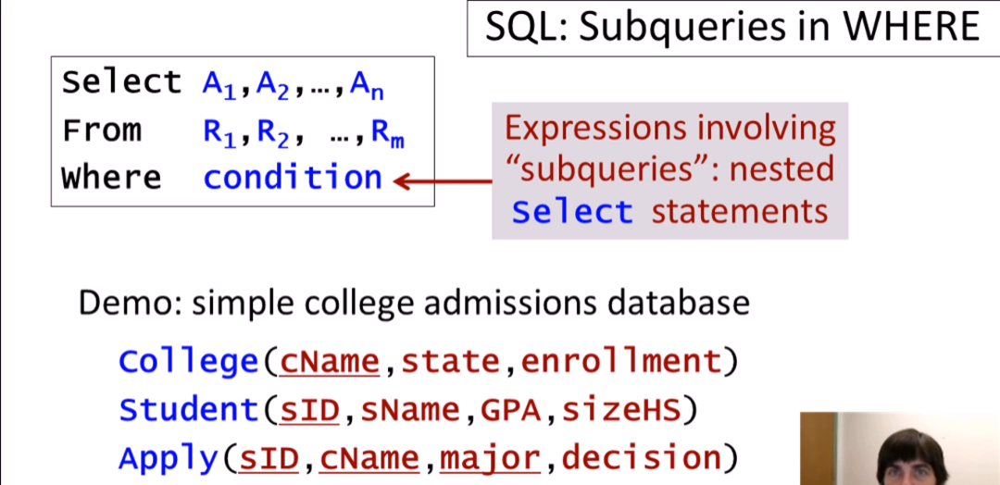 SQL: Subqueries in WHERE
Select A₁,A₂,…,Aₙ
From R₁,R₂, …,Rₘ
Where condition
Expressions involving
“subqueries”: nested
Select statements
Demo: simple college admissions database
College(cName,state,enrollment)
Student(sID,sName,GPA,sizeHS)
Apply(sID,cName,major,decision)